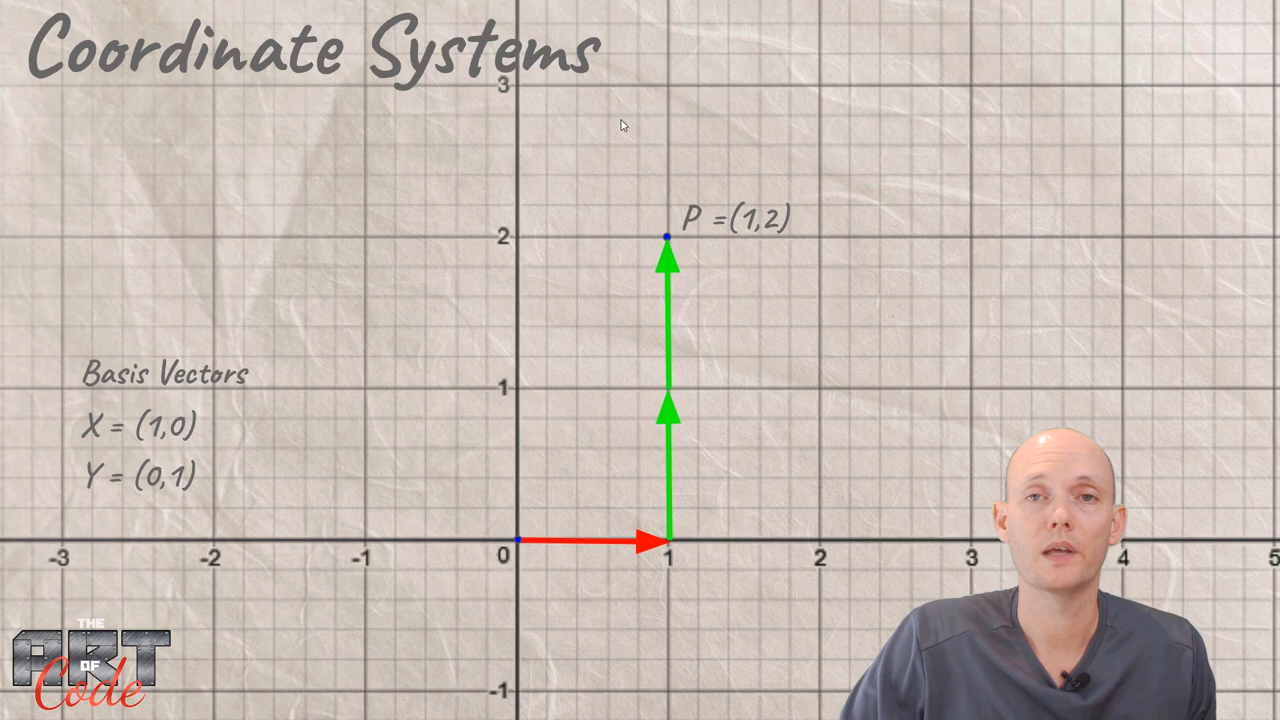 Coordinate Systems
3
P =(1,2)
2
Basis Vectors
1
X = (1,0)
Y = (0,1)
-3 -2 -1 0 1 2 3 4 5
THE
ART
OF
Code
-1